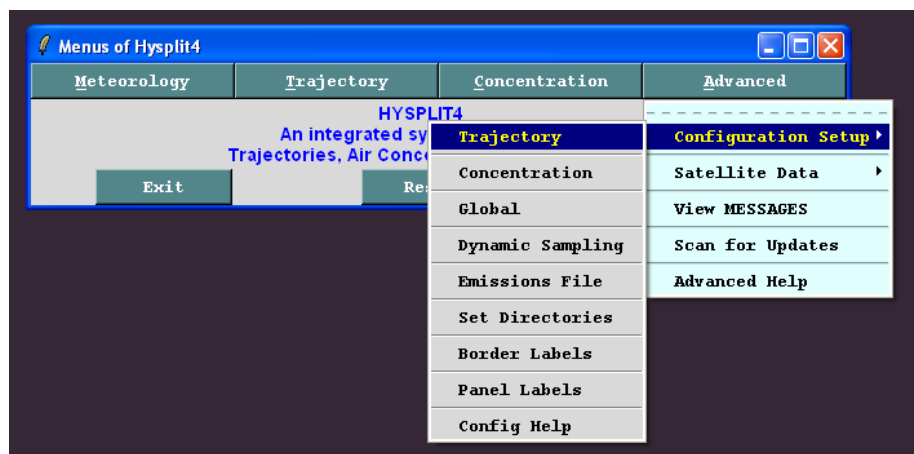 Menus of Hysplit4
Meteorology Trajectory Concentration Advanced
HYSPLIT4
An integrated sy
Trajectories, Air Conc
Exit
Trajectory
Concentration
Global
Dynamic Sampling
Emissions File
Set Directories
Border Labels
Panel Labels
Config Help
Configuration Setup
Satellite Data
View MESSAGES
Scan for Updates
Advanced Help